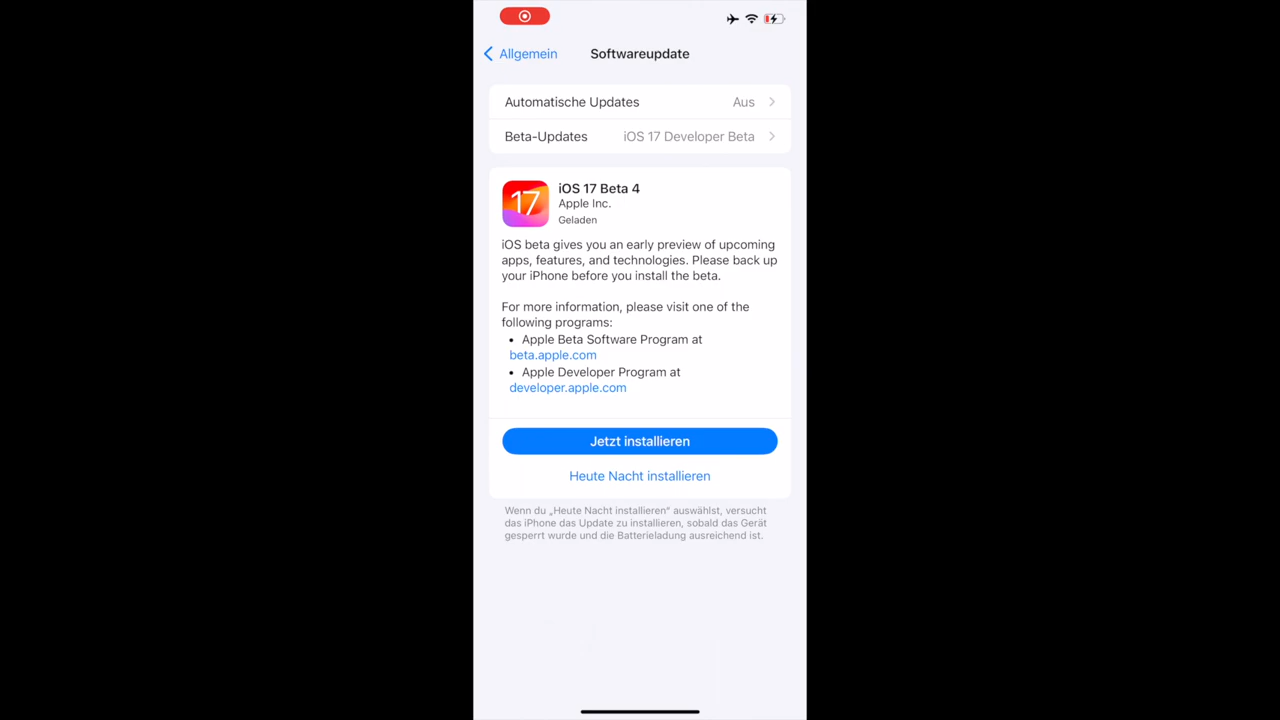 Allgemein Softwareupdate
Automatische Updates Aus
Beta-Updates iOS 17 Developer Beta
17
iOS 17 Beta 4
Apple Inc.
Geladen
iOS beta gives you an early preview of upcoming
apps, features, and technologies. Please back up
your iPhone before you install the beta.
For more information, please visit one of the
following programs:
• Apple Beta Software Program at
beta.apple.com
• Apple Developer Program at
developer.apple.com
Jetzt installieren
Heute Nacht installieren
Wenn du „Heute Nacht installieren“ auswählst, versucht
das iPhone das Update zu installieren, sobald das Gerät
gesperrt wurde und die Batterieladung ausreichend ist.